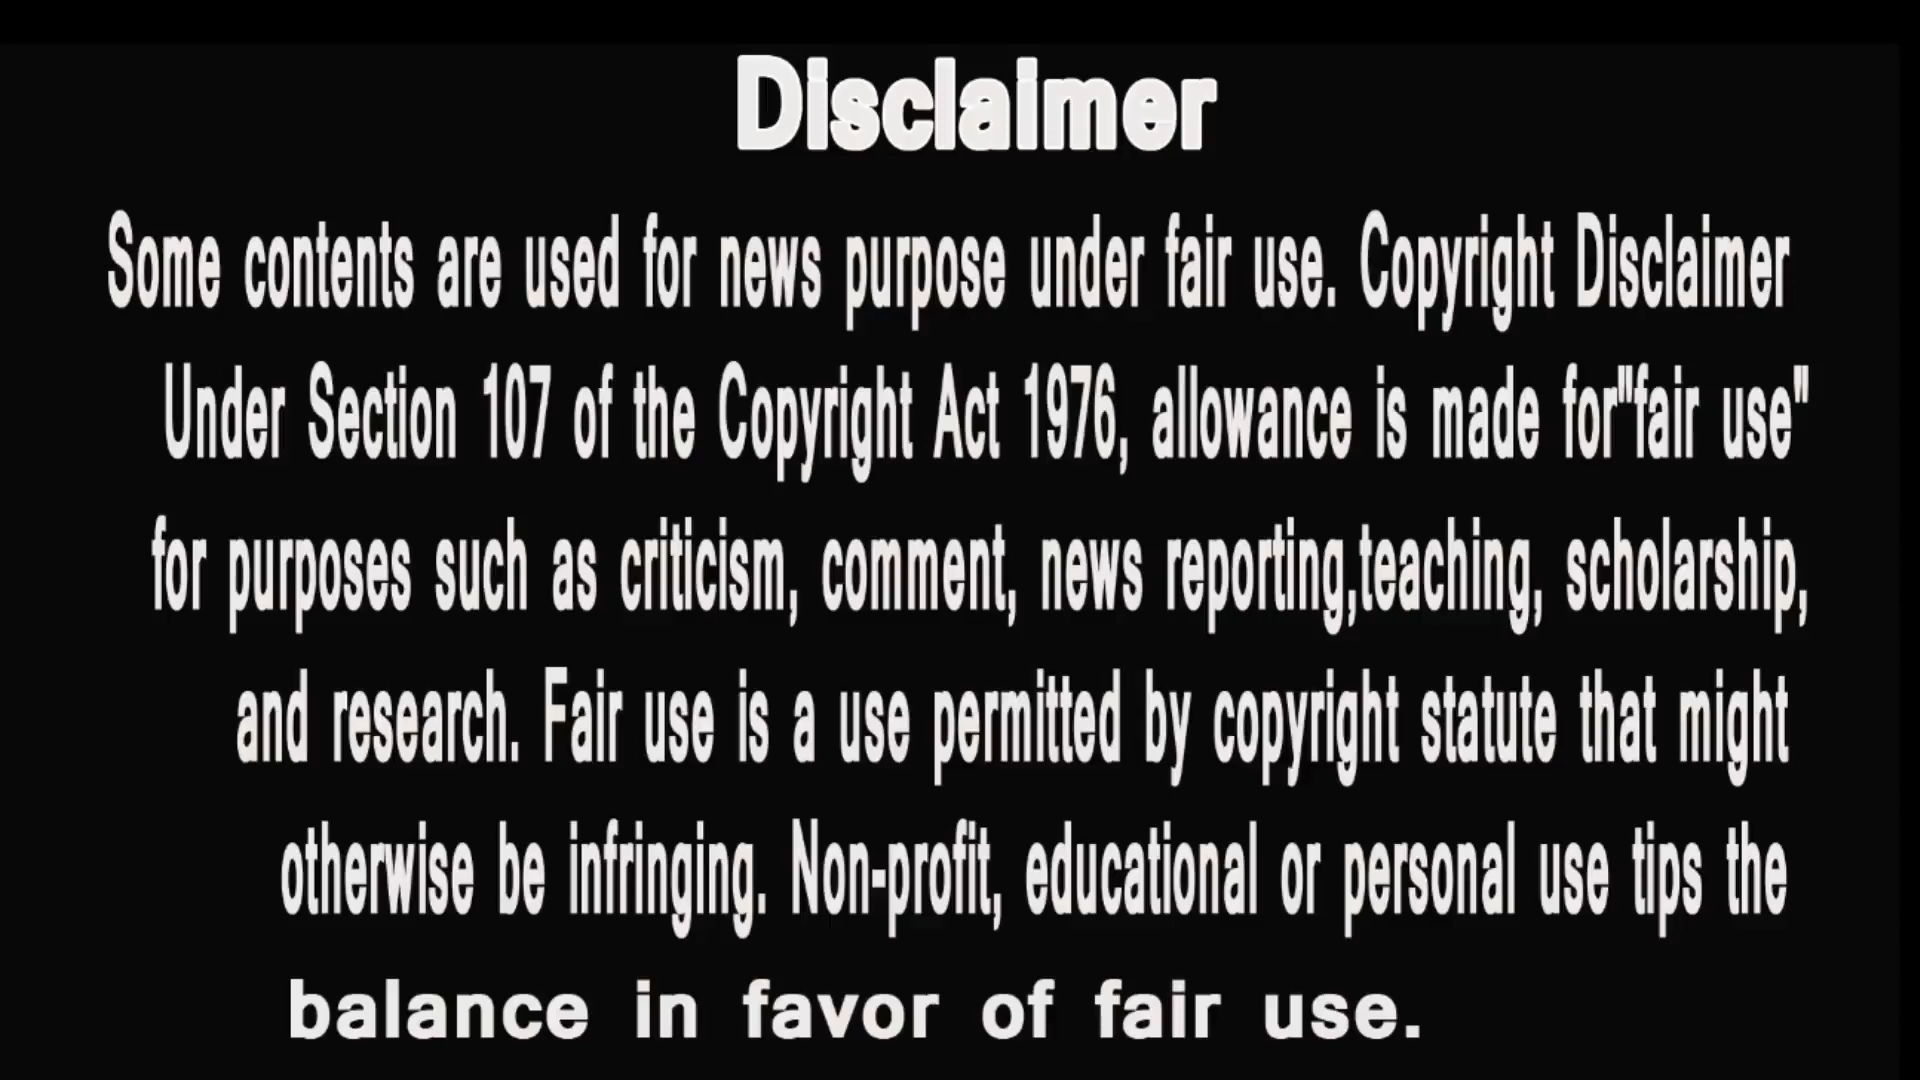 Disclaimer
Some contents are used for news purpose under fair use. Copyright Disclaimer
Under Section 107 of the Copyright Act 1976, allowance is made for"fair use"
for purposes such as criticism, comment, news reporting,teaching, scholarship,
and research. Fair use is a use permitted by copyright statute that might
otherwise be infringing. Non-profit, educational or personal use tips the
balance in favor of fair use.